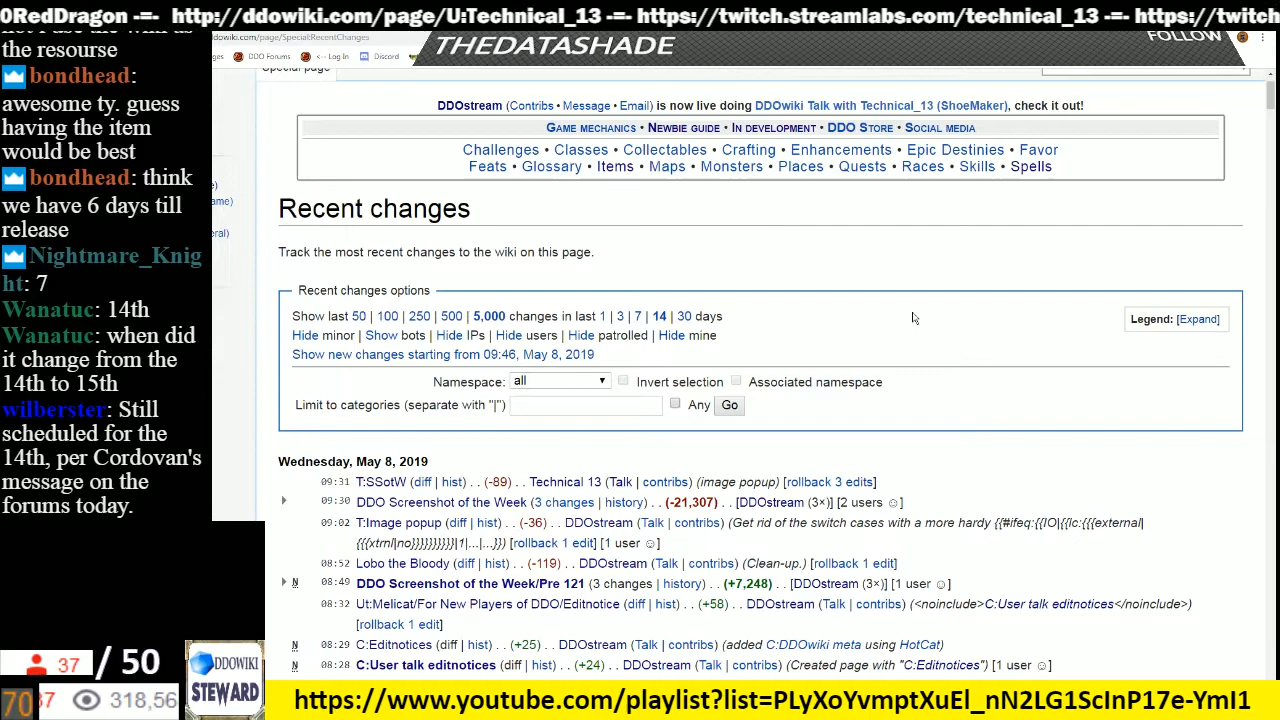 0RedDragon -=- http://ddowiki.com/page/U:Technical_13 -=- https://twitch.streamlabs.com/technical_13 -=- https://twitch
the resourse
bondhead:
awesome ty. guess
having the item
would be best
bondhead: think
we have 6 days till
release
Nightmare_Knig
ht: 7
Wanatuc: 14th
Wanatuc: when did
it change from the
14th to 15th
wilberster: Still
scheduled for the
14th, per Cordovan's
message on the
forums today.
37 / 50
318,56
DDOWIKI
STEWARD
dowiki.com/page/Special:RecentChanges
THEDATASHADE
FOLLOW
DDO Forums
<-- Log In
Discord
DDOstream (Contribs • Message • Email) is now live doing DDOwiki Talk with Technical_13 (ShoeMaker), check it out!
Game mechanics • Newbie guide • In development • DDO Store • Social media
Challenges • Classes • Collectables • Crafting • Enhancements • Epic Destinies • Favor
Feats • Glossary • Items • Maps • Monsters • Places • Quests • Races • Skills • Spells
Recent changes
Track the most recent changes to the wiki on this page.
Recent changes options
Show last 50 | 100 | 250 | 500 | 5,000 changes in last 1 | 3 | 7 | 14 | 30 days
Legend: [Expand]
Hide minor | Show bots | Hide IPs | Hide users | Hide patrolled | Hide mine
Show new changes starting from 09:46, May 8, 2019
Namespace: all Invert selection Associated namespace
Limit to categories (separate with "|") Any Go
Wednesday, May 8, 2019
09:31 T:SSotW (diff | hist) . . (-89) . . Technical 13 (Talk | contribs) (image popup) [rollback 3 edits]
09:30 DDO Screenshot of the Week (3 changes | history) . . (-21,307) . . [DDOstream (3×)] [2 users ☺]
09:02 T:Image popup (diff | hist) . . (-36) . . DDOstream (Talk | contribs) (Get rid of the switch cases with a more hardy {{#ifeq:{{IO|{{lc:{{{external|
{{{xtrnl|no}}}}}}}}}}|1|...|...}}) [rollback 1 edit] [1 user ☺]
08:52 Lobo the Bloody (diff | hist) . . (-119) . . DDOstream (Talk | contribs) (Clean-up.) [rollback 1 edit]
N 08:49 DDO Screenshot of the Week/Pre 121 (3 changes | history) . . (+7,248) . . [DDOstream (3×)] [1 user ☺]
08:32 Ut:Melicat/For New Players of DDO/Editnotice (diff | hist) . . (+58) . . DDOstream (Talk | contribs) (<noinclude>C:User talk editnotices</noinclude>)
[rollback 1 edit]
N 08:29 C:Editnotices (diff | hist) . . (+25) . . DDOstream (Talk | contribs) (added C:DDOwiki meta using HotCat)
N 08:28 C:User talk editnotices (diff | hist) . . (+24) . . DDOstream (Talk | contribs) (Created page with "C:Editnotices") [1 user ☺]
https://www.youtube.com/playlist?list=PLyXoYvmptXuEl_nN2LG1ScInP17e-YmI1